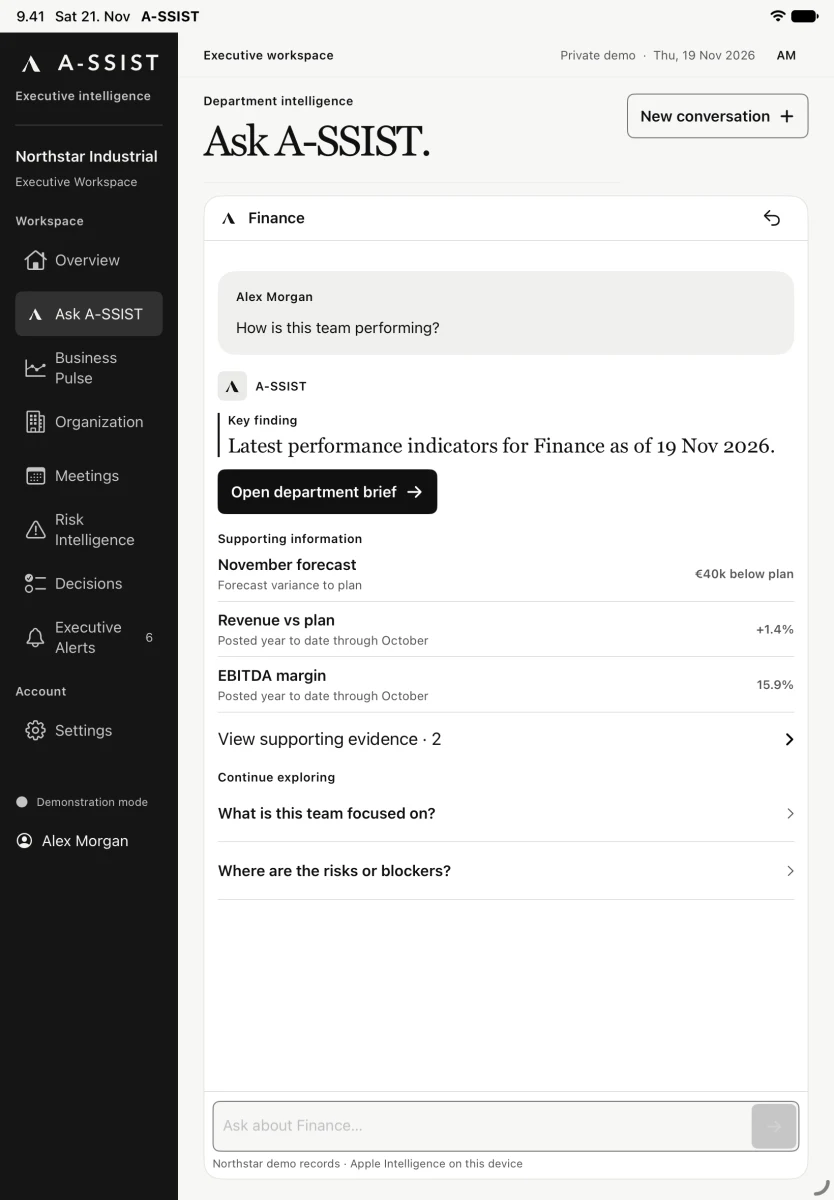 9.41 Sat 21. Nov A-SSIST
A-SSIST
Executive intelligence
Northstar Industrial
Executive Workspace
Workspace
Overview
Ask A-SSIST
Business
Pulse
Organization
Meetings
Risk
Intelligence
Decisions
Executive
Alerts
6
Account
Settings
Demonstration mode
Alex Morgan
Executive workspace
Private demo · Thu, 19 Nov 2026 AM
Department intelligence
Ask A-SSIST.
New conversation +
Finance
Alex Morgan
How is this team performing?
A-SSIST
Key finding
Latest performance indicators for Finance as of 19 Nov 2026.
Open department brief →
Supporting information
November forecast
Forecast variance to plan
€40k below plan
Revenue vs plan
Posted year to date through October
+1.4%
EBITDA margin
Posted year to date through October
15.9%
View supporting evidence · 2
Continue exploring
What is this team focused on?
Where are the risks or blockers?
Ask about Finance...
Northstar demo records · Apple Intelligence on this device